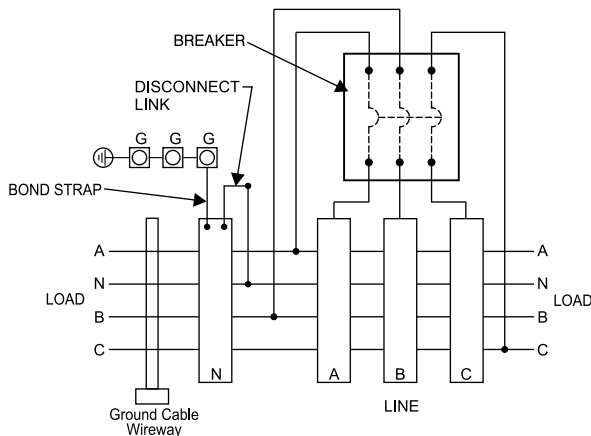 BREAKER
DISCONNECT
LINK
G G G
BOND STRAP
A
N
LOAD
B
C
A
N
LOAD
B
C
N
A B C
LINE
Ground Cable
Wireway